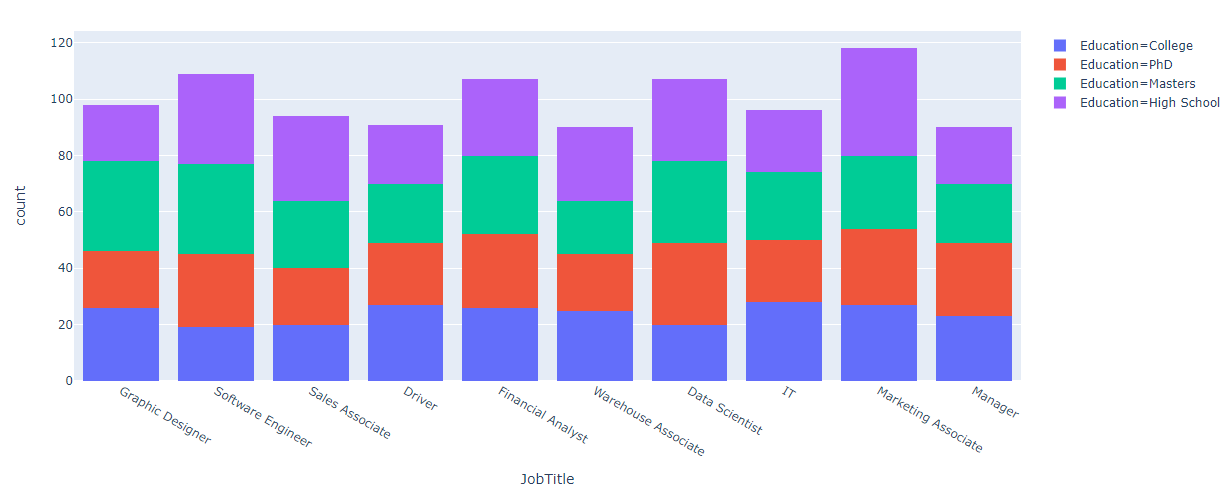 120
100
80
60
40
20
0
count
Graphic Designer
Software Engineer
Sales Associate
Driver
Financial Analyst
Warehouse Associate
Data Scientist
IT
Marketing Associate
Manager
JobTitle
Education=College
Education=PhD
Education=Masters
Education=High School